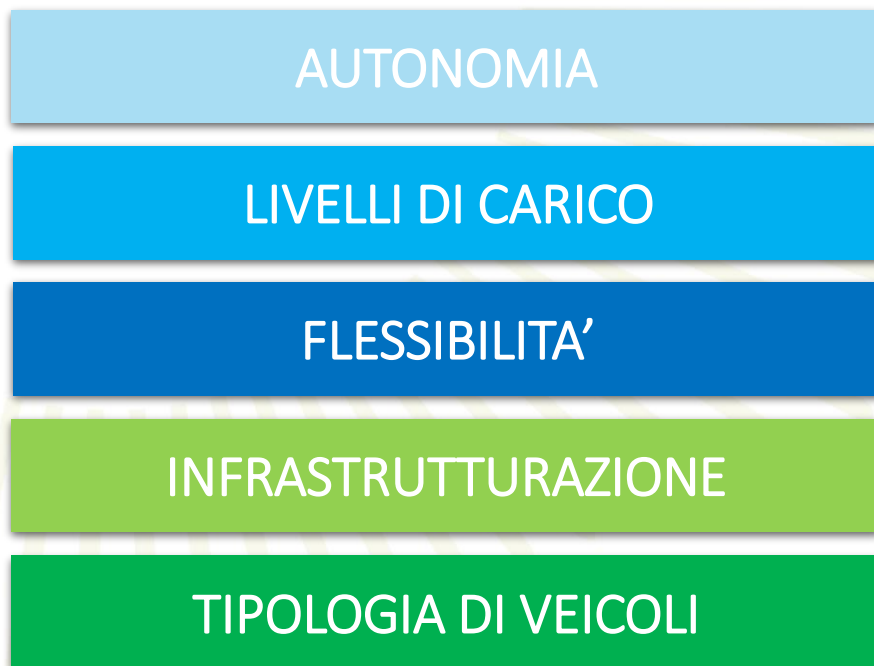 AUTONOMIA
LIVELLI DI CARICO
FLESSIBILITA’
INFRASTRUTTURAZIONE
TIPOLOGIA DI VEICOLI